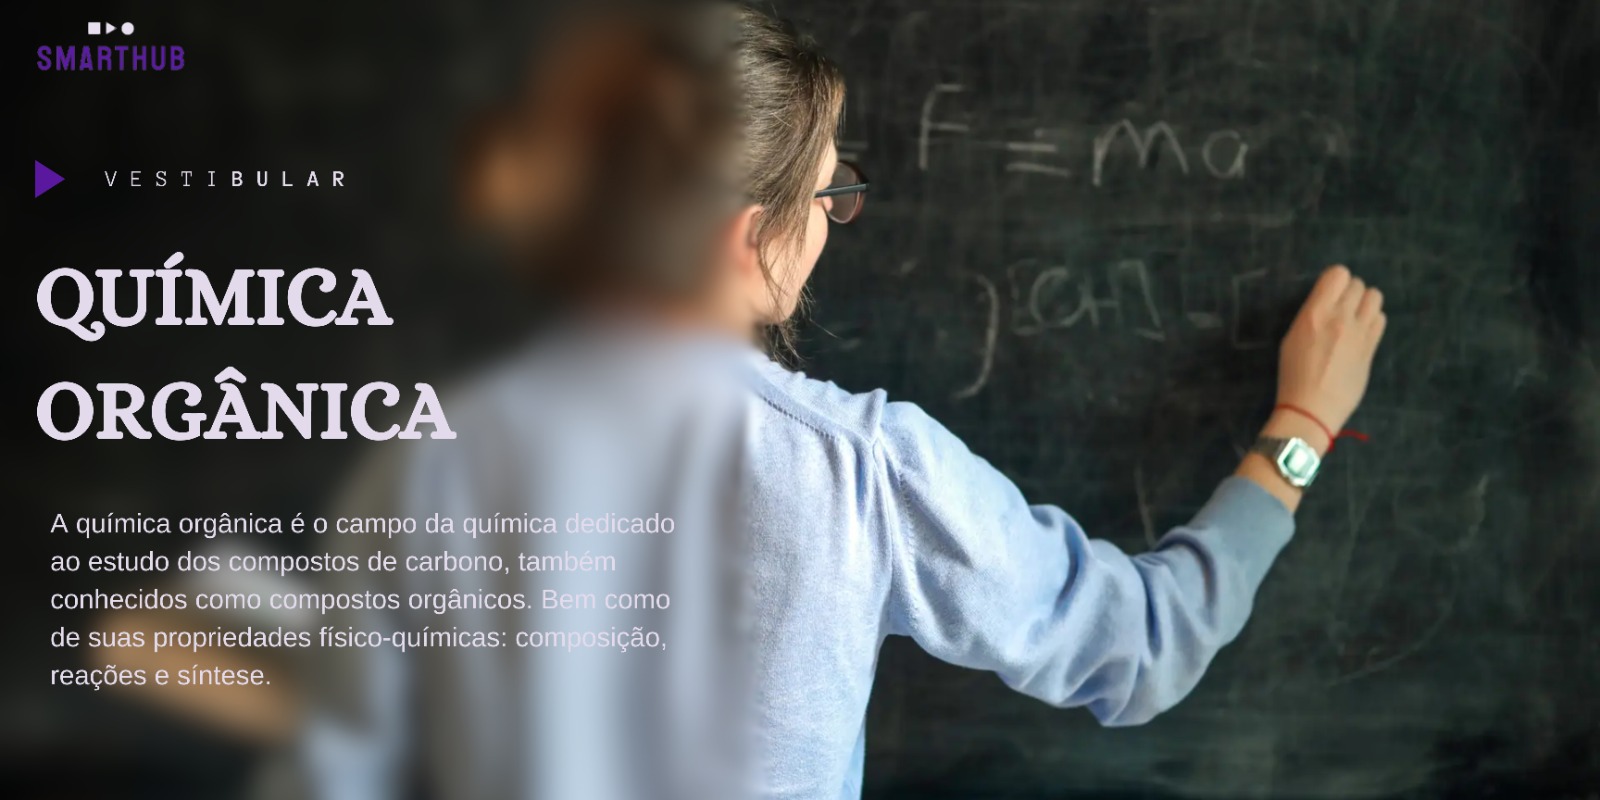 SMARTHUB
VESTIBULAR
QUÍMICA
ORGÂNICA
A química orgânica é o campo da química dedicado
ao estudo dos compostos de carbono, também
conhecidos como compostos orgânicos. Bem como
de suas propriedades físico-químicas: composição,
reações e síntese.
F = ma
[OH] - [